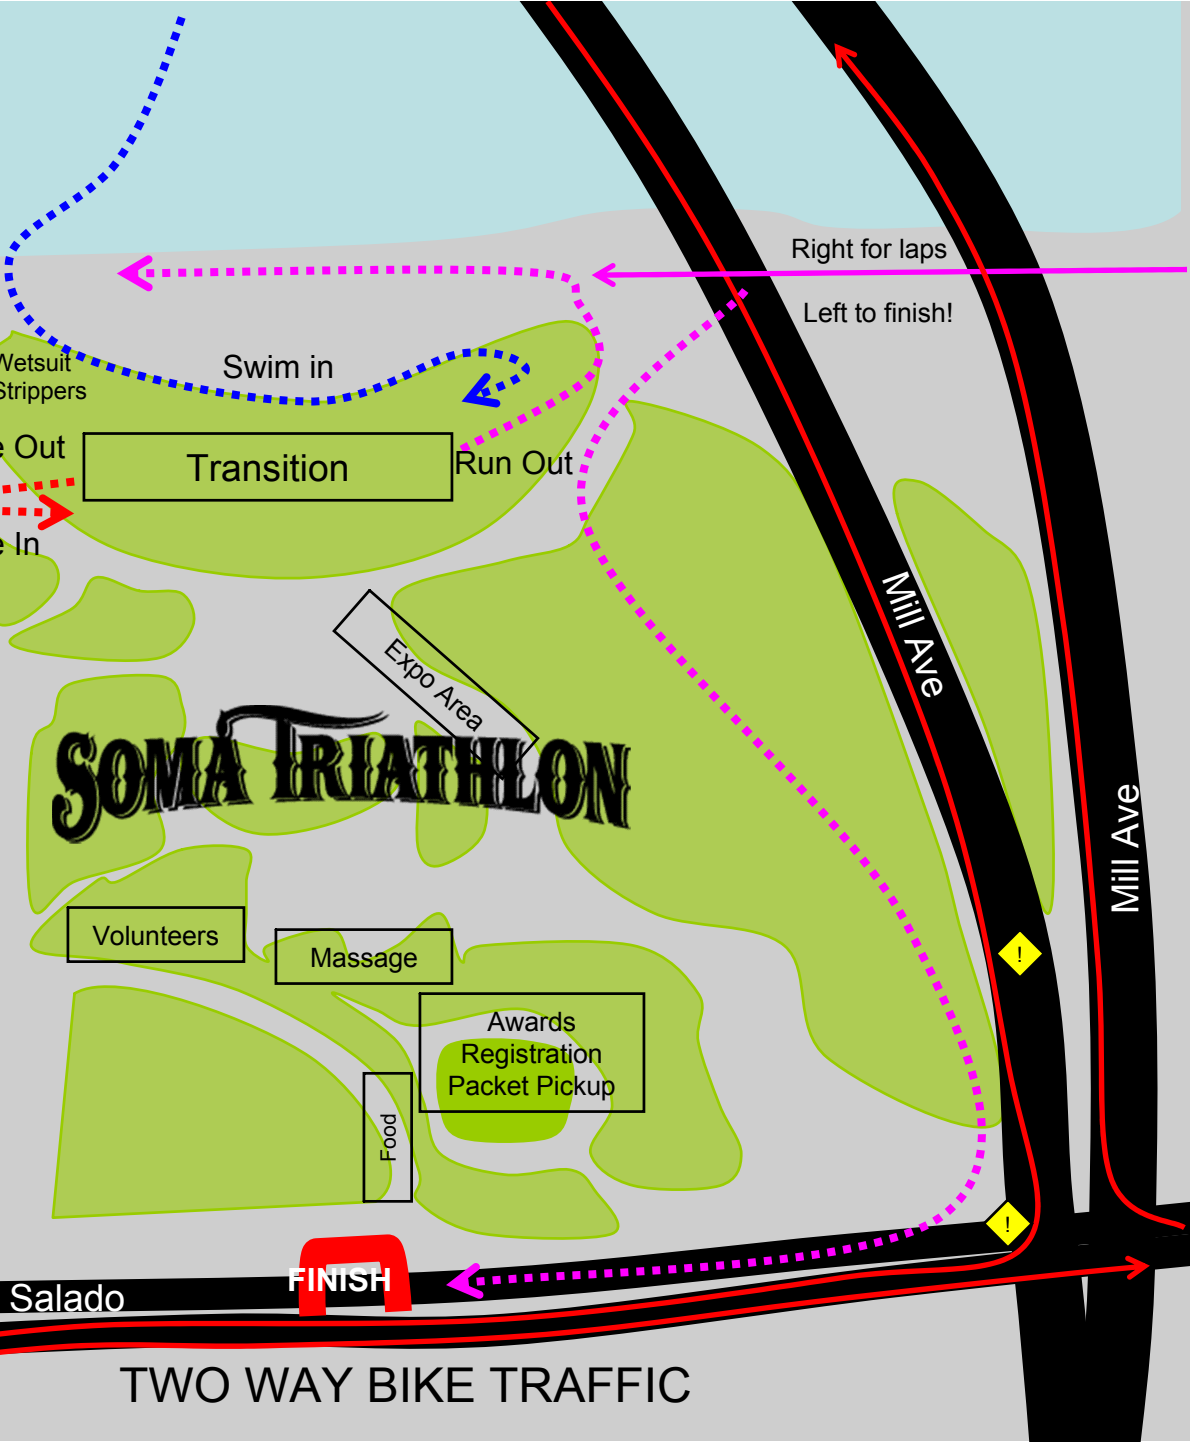 Right for laps
Left to finish!
Wetsuit
Strippers
Swim in
Out
Transition
Run Out
In
Expo Area
Mill Ave
SOMA TRIATHLON
Mill Ave
Volunteers
Massage
!
Awards
Registration
Packet Pickup
Food
!
FINISH
Salado
TWO WAY BIKE TRAFFIC